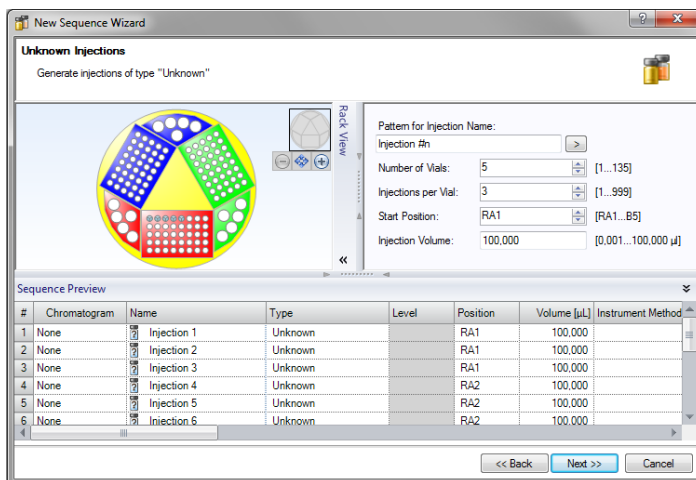 New Sequence Wizard
Unknown Injections
Generate injections of type "Unknown"
Rack View
«
Pattern for Injection Name:
Injection #n >
Number of Vials: 5 [1...135]
Injections per Vial: 3 [1...999]
Start Position: RA1 [RA1...B5]
Injection Volume: 100,000 [0,001...100,000 µl]
Sequence Preview
# Chromatogram Name Type Level Position Volume [µL] Instrument Method
1 None Injection 1 Unknown RA1 100,000
2 None Injection 2 Unknown RA1 100,000
3 None Injection 3 Unknown RA1 100,000
4 None Injection 4 Unknown RA2 100,000
5 None Injection 5 Unknown RA2 100,000
6 None Injection 6 Unknown RA2 100,000
<< Back Next >> Cancel